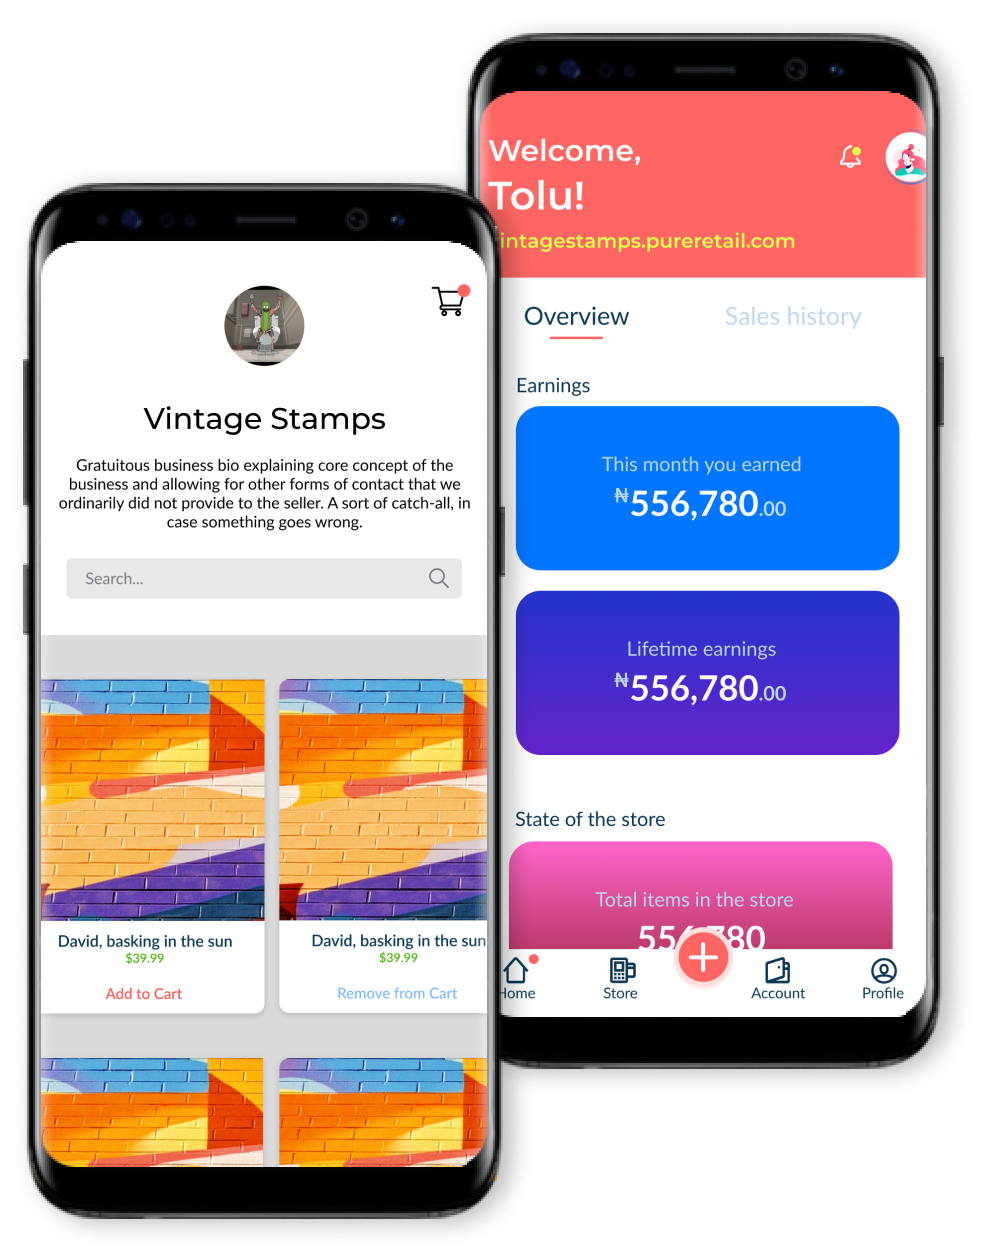 Vintage Stamps
Gratuitous business bio explaining core concept of the
business and allowing for other forms of contact that we
ordinarily did not provide to the seller. A sort of catch-all, in
case something goes wrong.
Search...
David, basking in the sun
$39.99
Add to Cart
David, basking in the sun
$39.99
Remove from Cart
Welcome,
Tolu!
intagestamps.pureretail.com
Overview
Sales history
Earnings
This month you earned
₦556,780.00
Lifetime earnings
₦556,780.00
State of the store
Total items in the store
Home
Store
Account
Profile